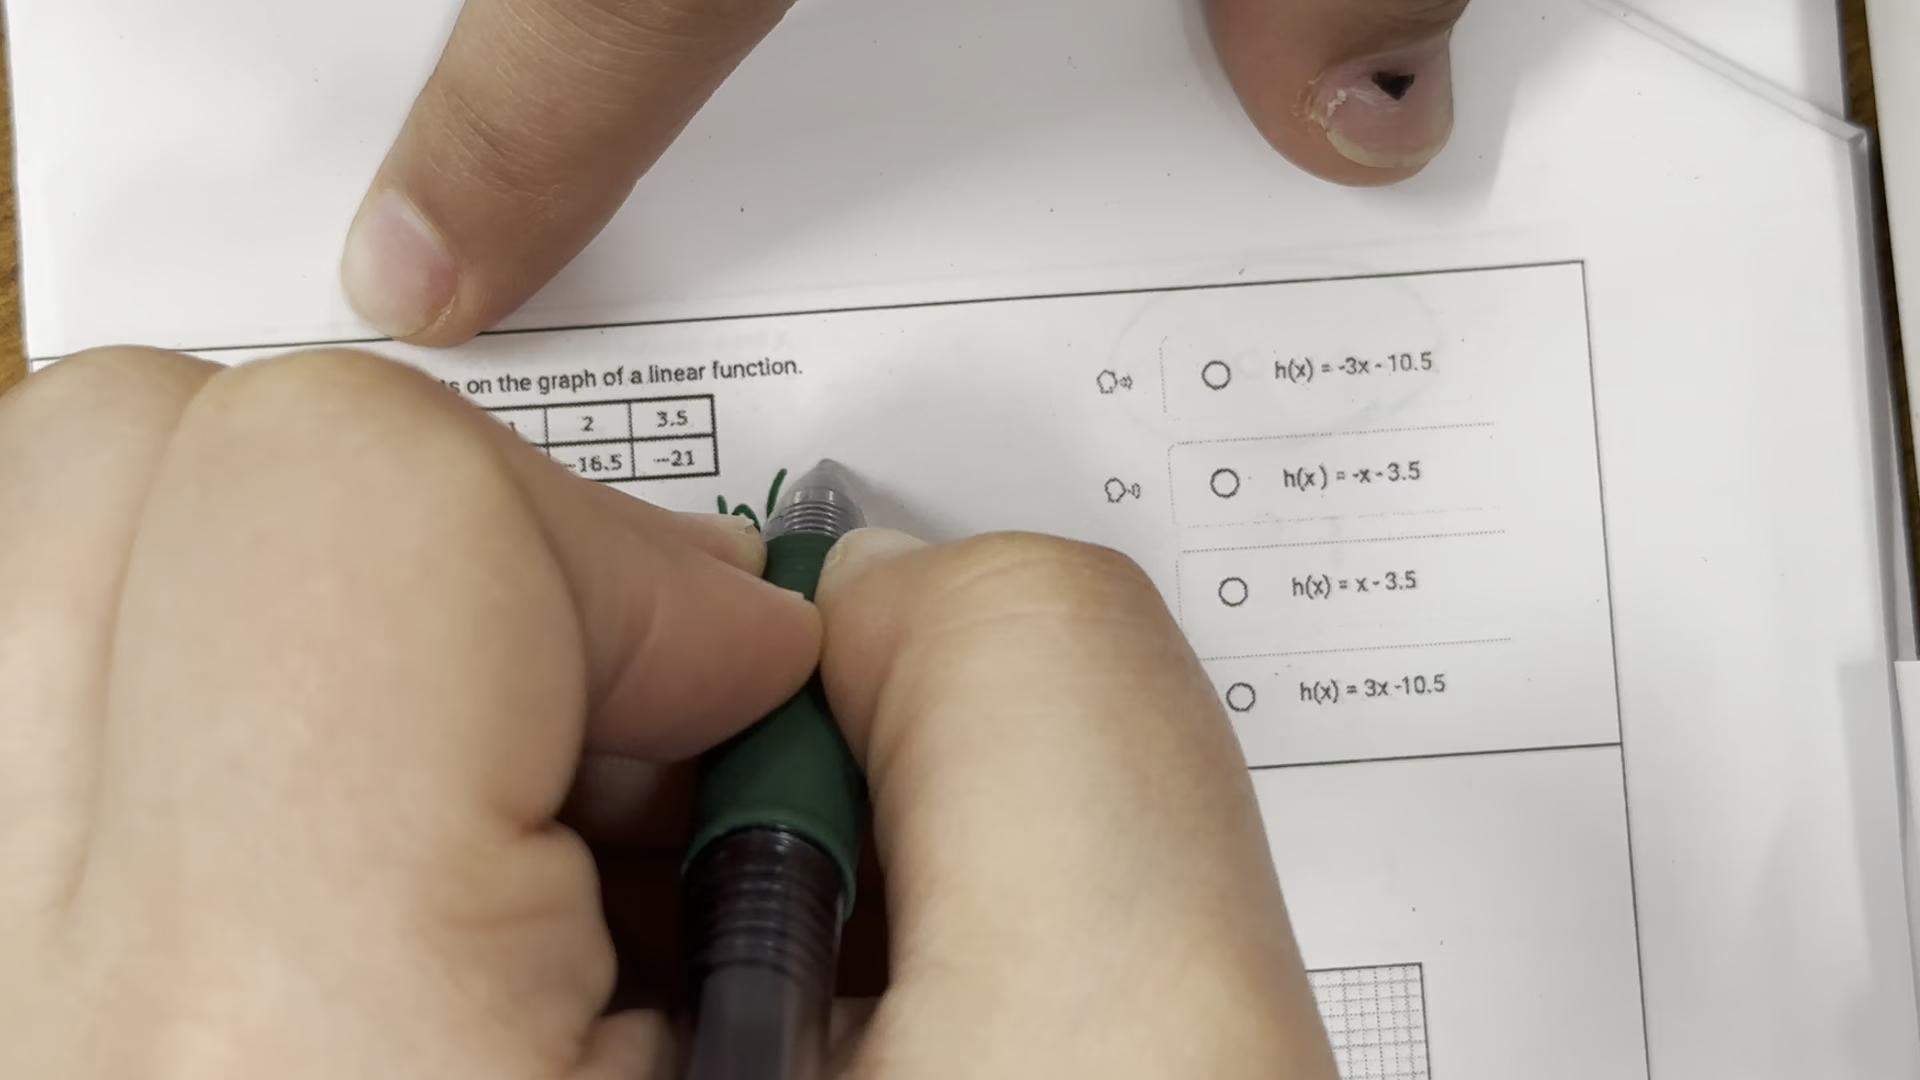 on the graph of a linear function.
2 3.5
-16.5 -21
h(x) = -3x - 10.5
h(x) = -x - 3.5
h(x) = x - 3.5
h(x) = 3x -10.5